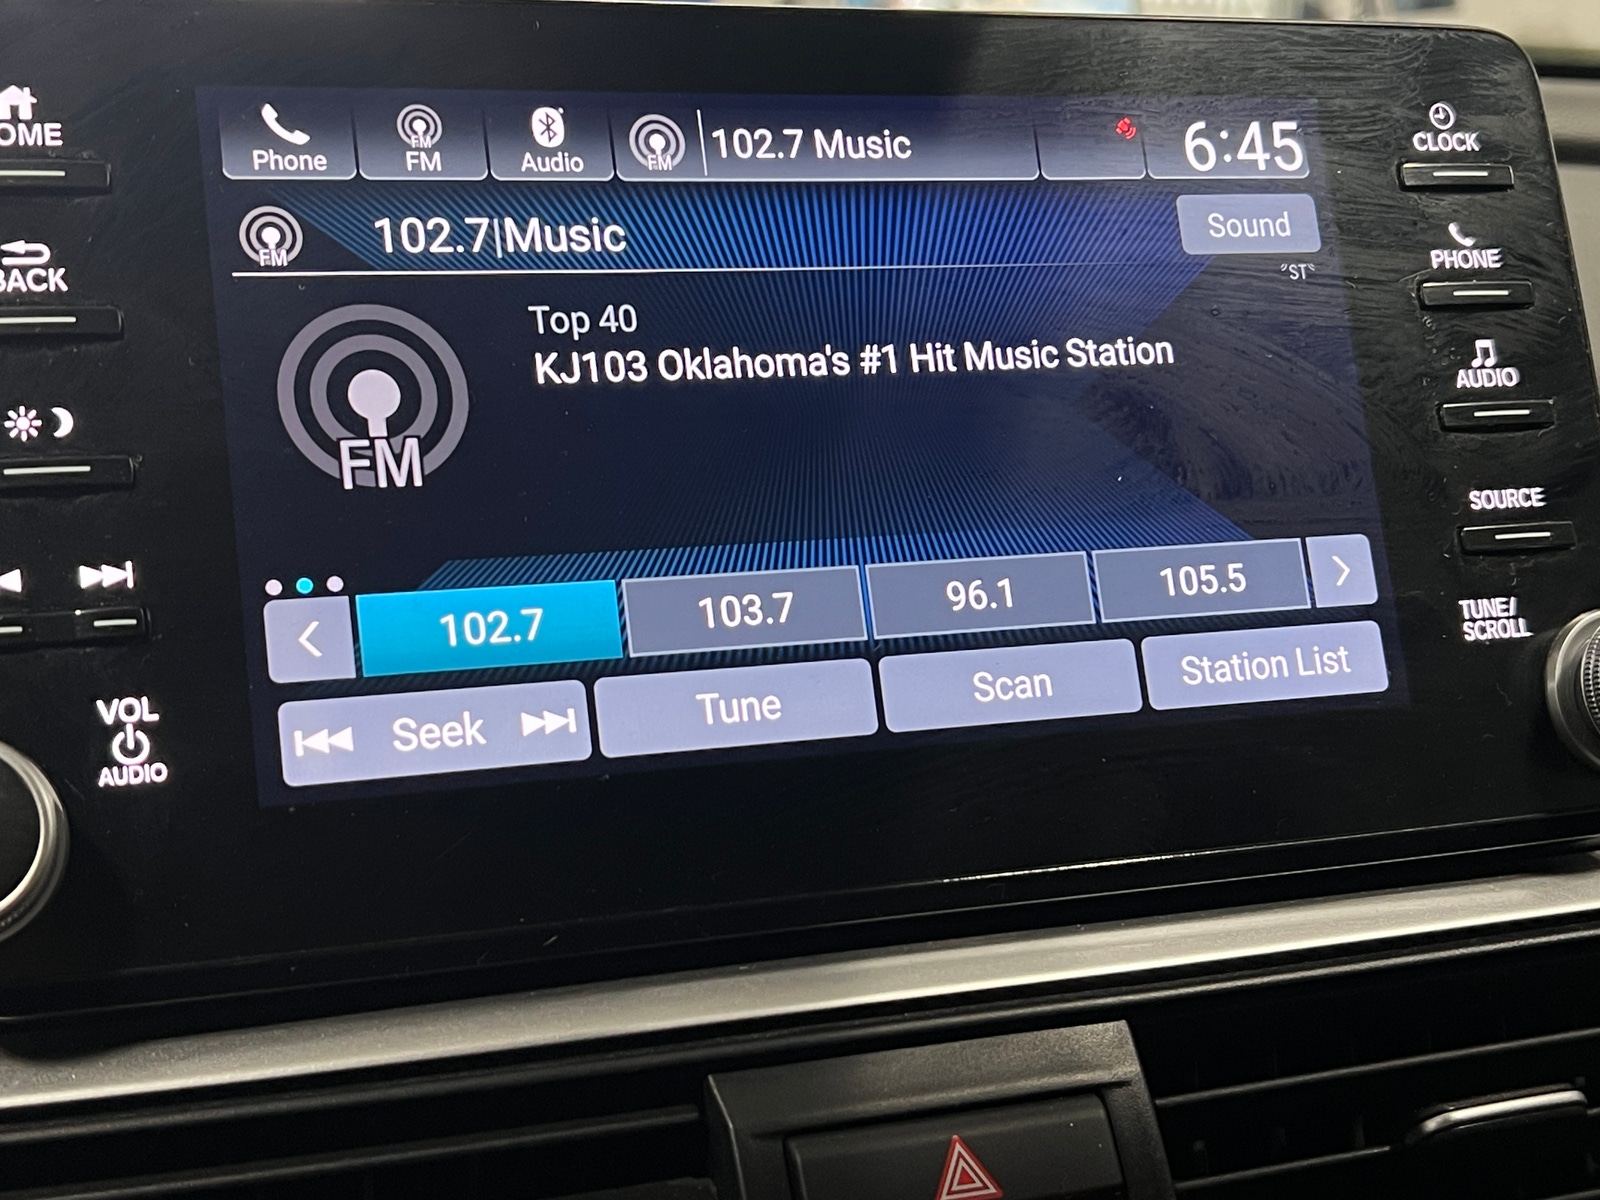 Phone
FM
FM
Audio
FM
102.7 Music
6:45
FM
102.7|Music
Sound
"ST"
Top 40
KJ103 Oklahoma's #1 Hit Music Station
FM
102.7
103.7
96.1
105.5
Seek
Tune
Scan
Station List
OME
BACK
VOL
AUDIO
CLOCK
PHONE
AUDIO
SOURCE
TUNE/
SCROLL